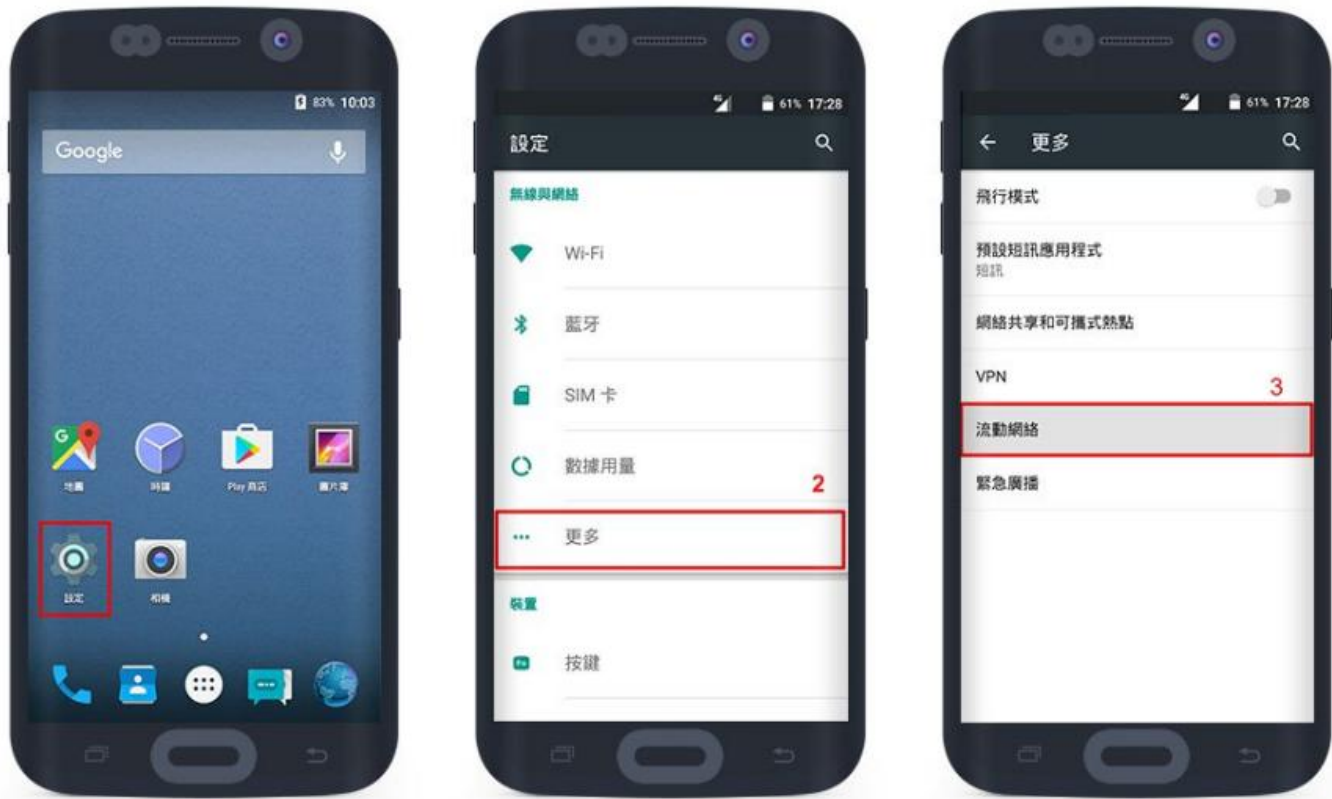 83% 10:03
Google
G
地圖
時鐘
Play 商店
圖片庫
設定
相機
4G 61% 17:28
設定
無線與網絡
Wi-Fi
藍牙
SIM 卡
數據用量
2
更多
裝置
按鍵
4G 61% 17:28
更多
飛行模式
預設短訊應用程式
短訊
網絡共享和可攜式熱點
VPN
3
流動網絡
緊急廣播